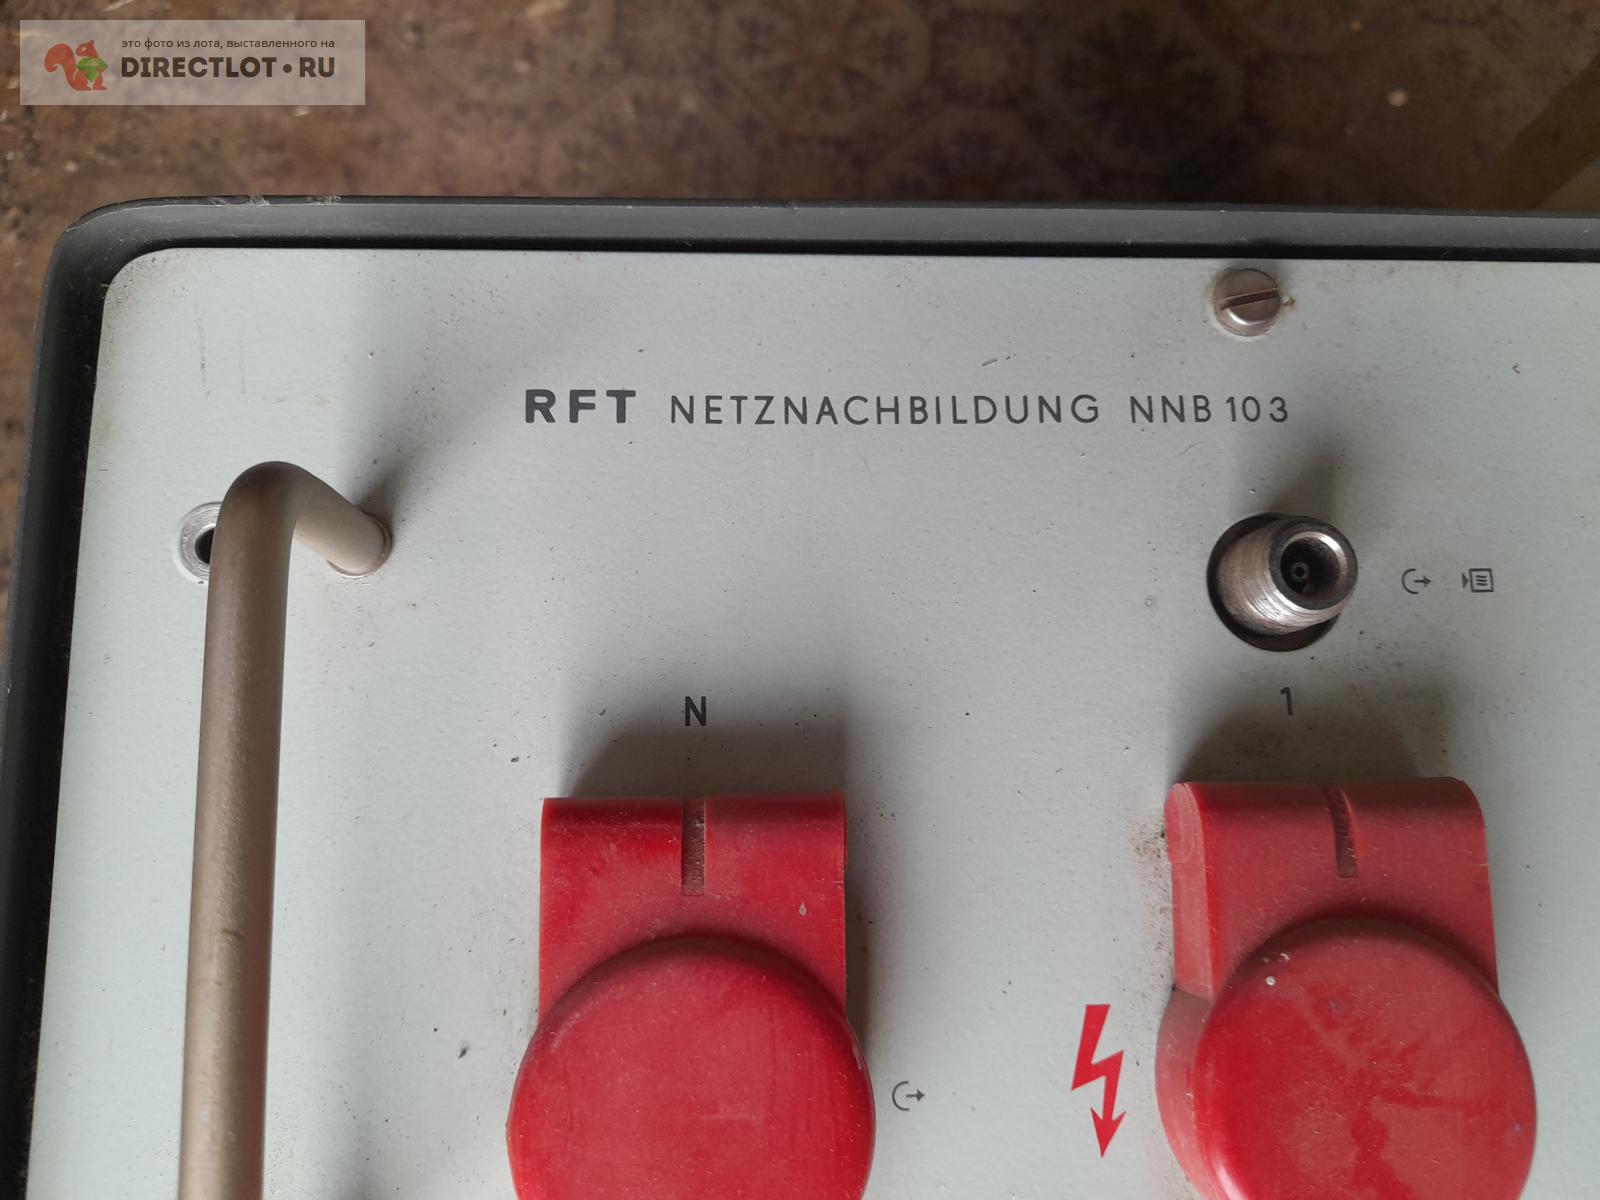 это фото из лота, выставленного на
DIRECTLOT.RU
RFT NETZNACHBILDUNG NNB 103
N
1